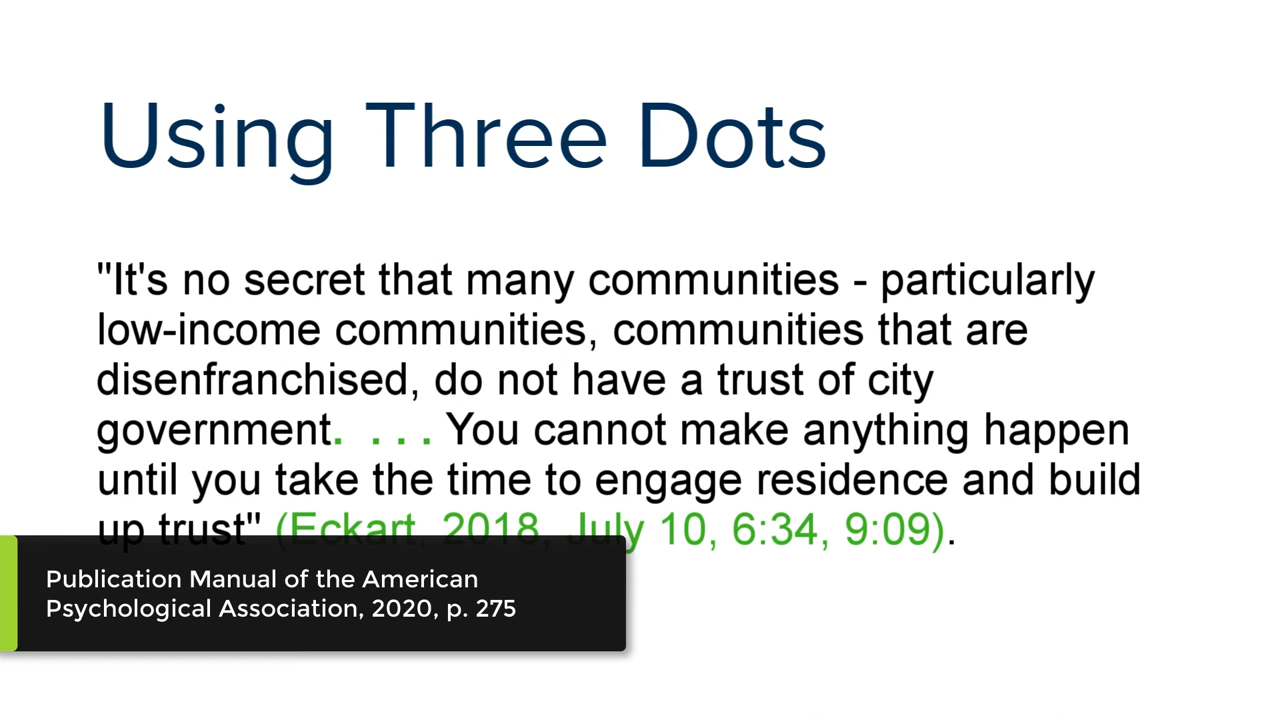 Using Three Dots
"It's no secret that many communities - particularly
low-income communities, communities that are
disenfranchised, do not have a trust of city
government. . . . You cannot make anything happen
until you take the time to engage residence and build
up trust" (Eckart, 2018, July 10, 6:34, 9:09).
Publication Manual of the American
Psychological Association, 2020, p. 275